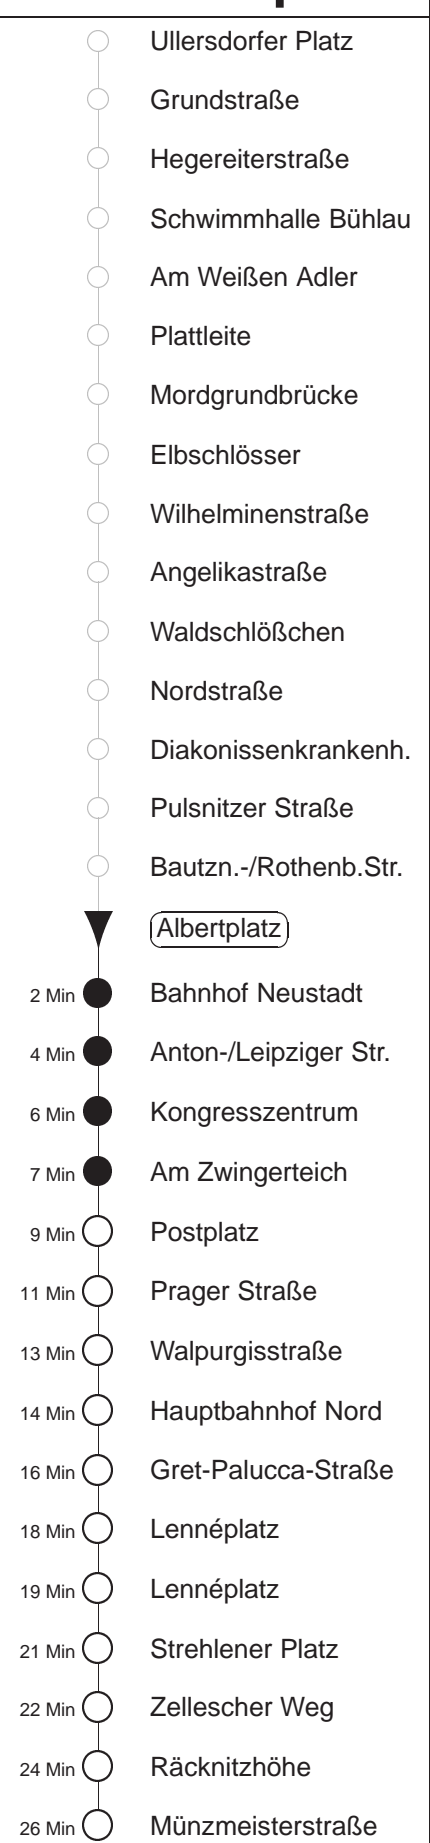 Ullersdorfer Platz
Grundstraße
Hegereiterstraße
Schwimmhalle Bühlau
Am Weißen Adler
Plattleite
Mordgrundbrücke
Elbschlösser
Wilhelminenstraße
Angelikastraße
Waldschlößchen
Nordstraße
Diakonissenkrankenh.
Pulsnitzer Straße
Bautzn.-/Rothenb.Str.
Albertplatz
2 Min Bahnhof Neustadt
4 Min Anton-/Leipziger Str.
6 Min Kongresszentrum
7 Min Am Zwingerteich
9 Min Postplatz
11 Min Prager Straße
13 Min Walpurgisstraße
14 Min Hauptbahnhof Nord
16 Min Gret-Palucca-Straße
18 Min Lennéplatz
19 Min Lennéplatz
21 Min Strehlener Platz
22 Min Zellescher Weg
24 Min Räcknitzhöhe
26 Min Münzmeisterstraße